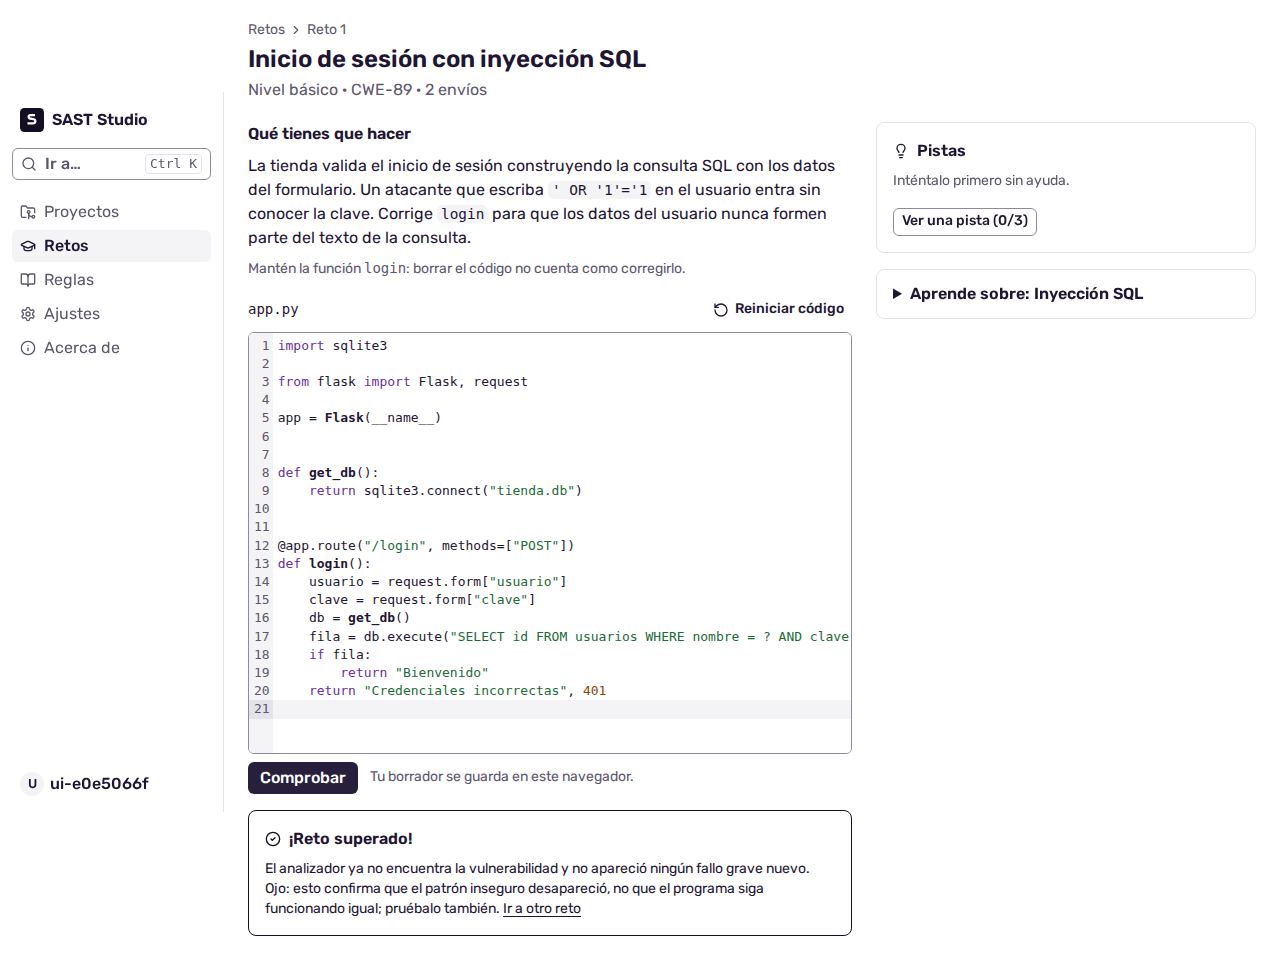 Retos > Reto 1
Inicio de sesión con inyección SQL
Nivel básico • CWE-89 • 2 envíos
S SAST Studio
Ir a... Ctrl K
Proyectos
Retos
Reglas
Ajustes
Acerca de
U ui-e0e5066f
Qué tienes que hacer
La tienda valida el inicio de sesión construyendo la consulta SQL con los datos
del formulario. Un atacante que escriba ' OR '1'='1 en el usuario entra sin
conocer la clave. Corrige login para que los datos del usuario nunca formen
parte del texto de la consulta.
Mantén la función login: borrar el código no cuenta como corregirlo.
app.py Reiniciar código
1 import sqlite3
2
3 from flask import Flask, request
4
5 app = Flask(__name__)
6
7
8 def get_db():
9     return sqlite3.connect("tienda.db")
10
11
12 @app.route("/login", methods=["POST"])
13 def login():
14     usuario = request.form["usuario"]
15     clave = request.form["clave"]
16     db = get_db()
17     fila = db.execute("SELECT id FROM usuarios WHERE nombre = ? AND clave
18     if fila:
19         return "Bienvenido"
20     return "Credenciales incorrectas", 401
21
Comprobar Tu borrador se guarda en este navegador.
¡Reto superado!
El analizador ya no encuentra la vulnerabilidad y no apareció ningún fallo grave nuevo.
Ojo: esto confirma que el patrón inseguro desapareció, no que el programa siga
funcionando igual; pruébalo también. Ir a otro reto
Pistas
Inténtalo primero sin ayuda.
Ver una pista (0/3)
Aprende sobre: Inyección SQL